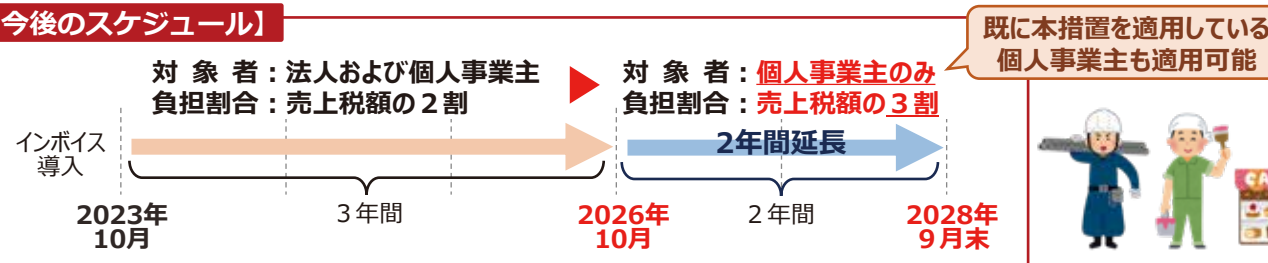 今後のスケジュール】
既に本措置を適用している
個人事業主も適用可能
対象者：法人および個人事業主
負担割合：売上税額の２割
対象者：個人事業主のみ
負担割合：売上税額の３割
インボイス
導入
2年間延長
2023年
10月
３年間
2026年
10月
２年間
2028年
９月末